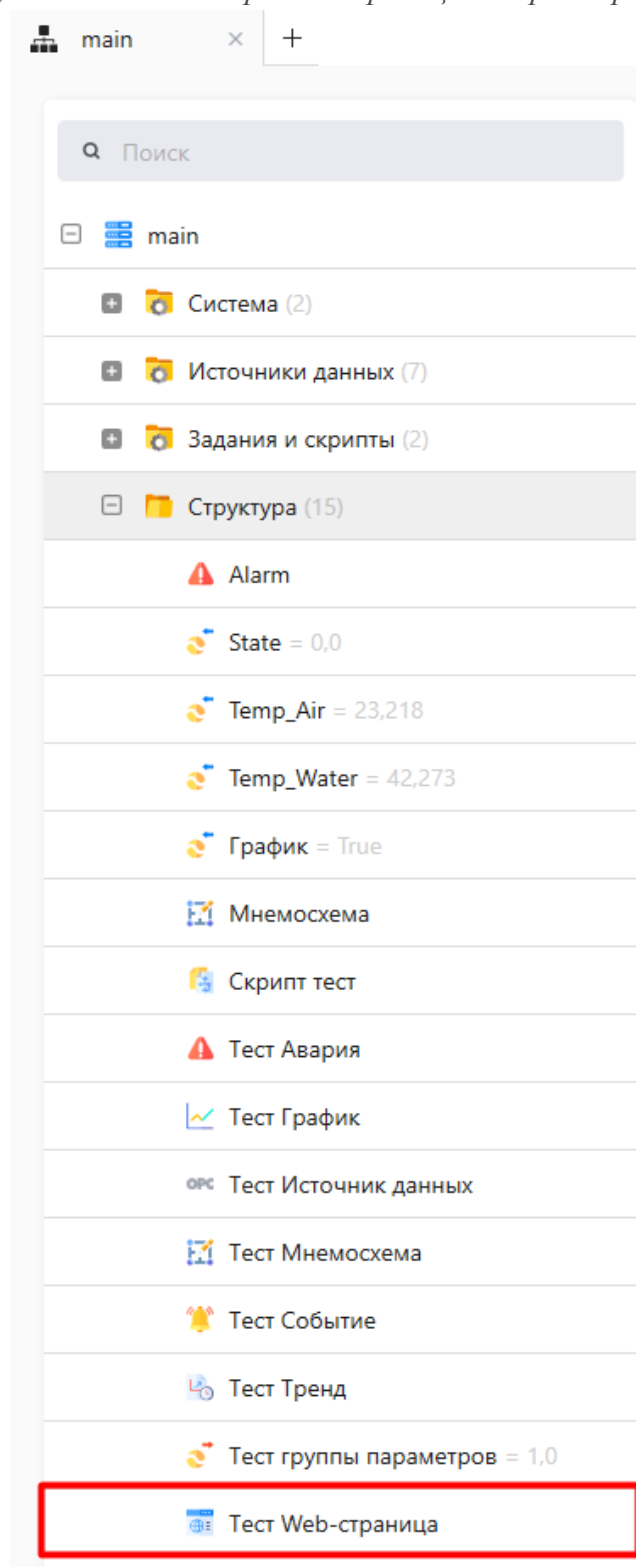 main
Поиск
main
Система (2)
Источники данных (7)
Задания и скрипты (2)
Структура (15)
Alarm
State = 0,0
Temp_Air = 23,218
Temp_Water = 42,273
График = True
Мнемосхема
Скрипт тест
Тест Авария
Тест График
OPC Тест Источник данных
Тест Мнемосхема
Тест Событие
Тест Тренд
Тест группы параметров = 1,0
Тест Web-страница